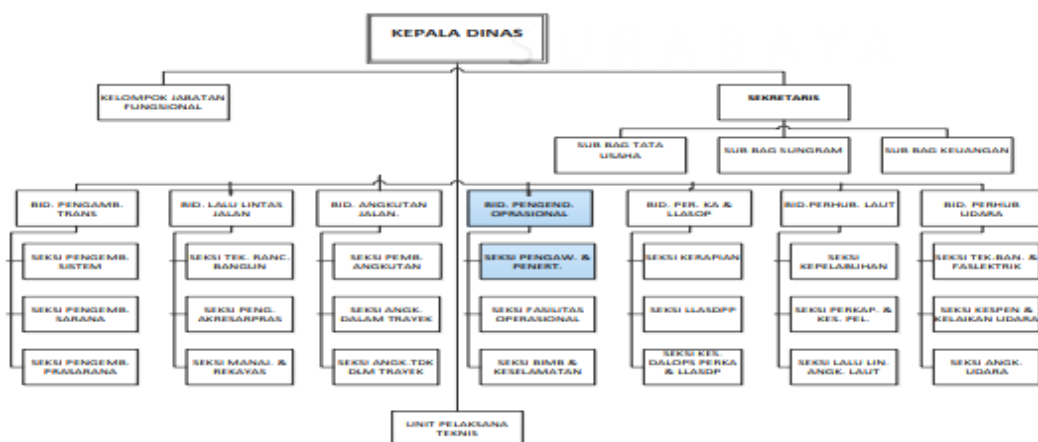 SURABAYA
KEPALA DINAS
KELOMPOK JABATAN
FUNGSIONAL
SEKRETARIS
SUB BAG TATA
USAHA
SUB BAG SUNGRAM
SUB BAG KEUANGAN
BID. PENGAMB.
TRANS
BID. LALU LINTAS
JALAN
BID. ANGKUTAN
JALAN.
BID. PENGEND.
OPRASIONAL
BID. PER. KA &
LLASDP
BID.PERHUB. LAUT
BID. PERHUB
UDARA
SEKSI PENGEMB.
SISTEM
SEKSI TEK. RANC.
BANGUN
SEKSI PEMB.
ANGKUTAN
SEKSI PENGAW. &
PENERT.
SEKSI KERAPIAN
SEKSI
KEPELABUHAN
SEKSI TEK.BAN. &
FASLEKTRIK
SEKSI PENGEMB.
SARANA
SEKSI PENG.
AKRESARPRAS
SEKSI ANGK.
DALAM TRAYEK
SEKSI FASILITAS
OPERASIONAL
SEKSI LLASDPP
SEKSI PERKAP. &
KES. PEL.
SEKSI KESPEN &
KELAIKAN UDARA
SEKSI PENGEMB.
PRASARANA
SEKSI MANAJ. &
REKAYAS
SEKSI ANGK.TDK
DLM TRAYEK
SEKSI BIMB &
KESELAMATAN
SEKSI KES.
DALOPS PERKA
& LLASDP
SEKSI LALU LIN.
ANGK. LAUT
SEKSI ANGK.
UDARA
UNIT PELAKSANA
TEKNIS